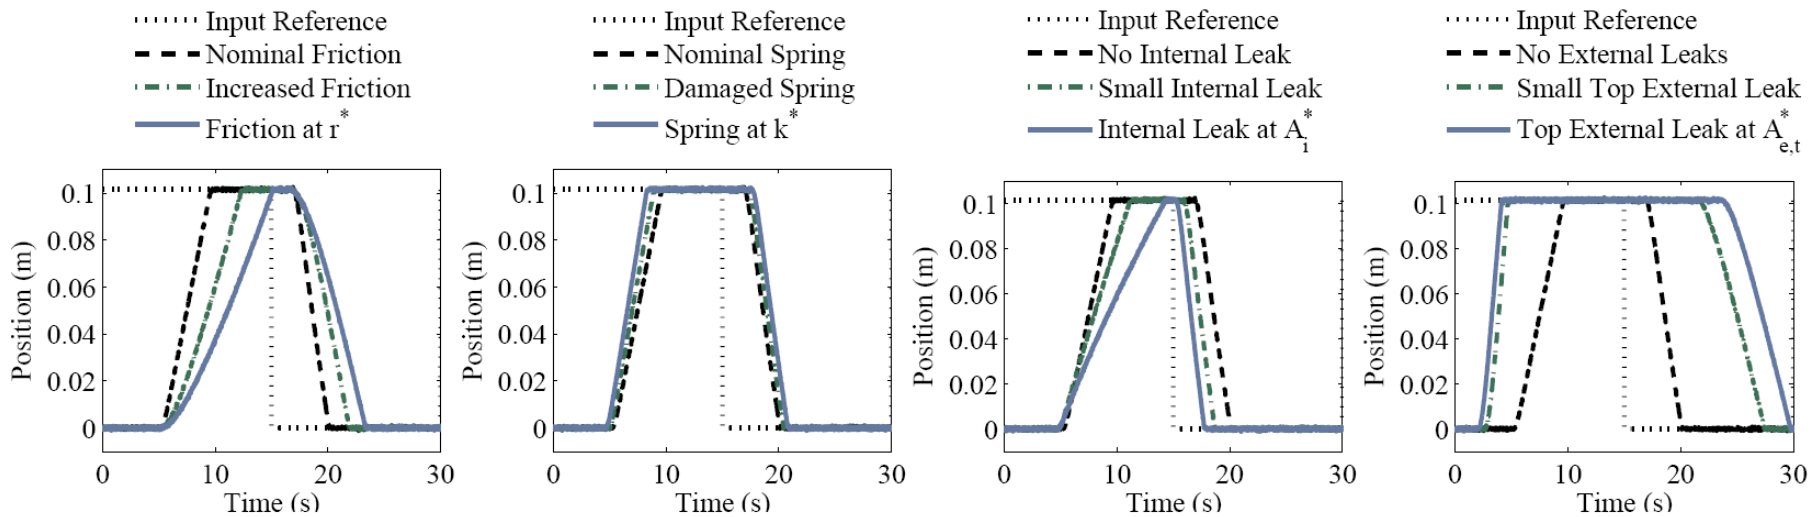 Input Reference
Nominal Friction
Increased Friction
Friction at r*
0.1
0.08
0.06
0.04
0.02
0
Position (m)
0 10 20 30
Time (s)
Input Reference
Nominal Spring
Damaged Spring
Spring at k*
0.1
0.08
0.06
0.04
0.02
0
Position (m)
0 10 20 30
Time (s)
Input Reference
No Internal Leak
Small Internal Leak
Internal Leak at A_i^*
0.1
0.08
0.06
0.04
0.02
0
Position (m)
0 10 20 30
Time (s)
Input Reference
No External Leaks
Small Top External Leak
Top External Leak at A_e,t^*
0.1
0.08
0.06
0.04
0.02
0
Position (m)
0 10 20 30
Time (s)